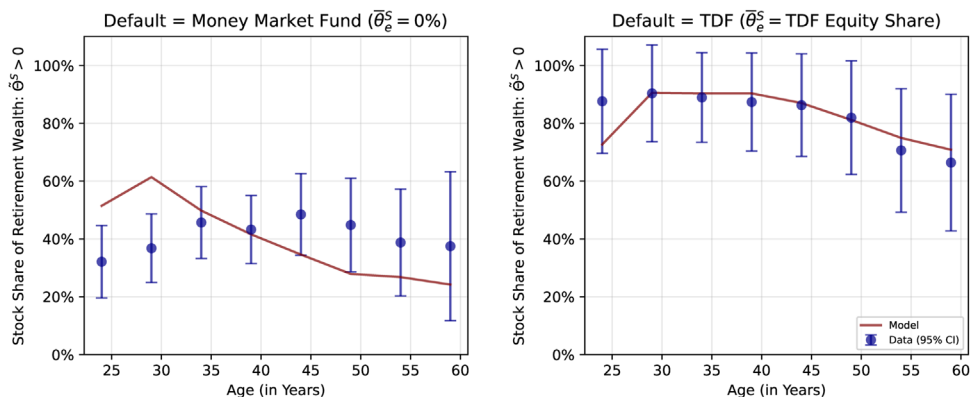 Default = Money Market Fund (θ̅ₑˢ = 0%)
Stock Share of Retirement Wealth: Θ̃ˢ > 0
100%
80%
60%
40%
20%
0%
25 30 35 40 45 50 55 60
Age (in Years)
Default = TDF (θ̅ₑˢ = TDF Equity Share)
Stock Share of Retirement Wealth: Θ̃ˢ > 0
100%
80%
60%
40%
20%
0%
25 30 35 40 45 50 55 60
Age (in Years)
Model
Data (95% CI)